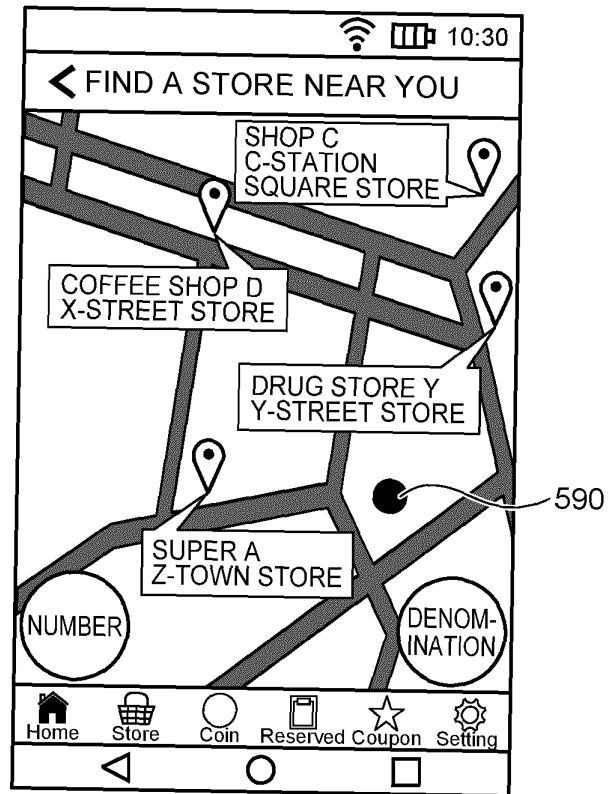 10:30
FIND A STORE NEAR YOU
SHOP C
C-STATION
SQUARE STORE
COFFEE SHOP D
X-STREET STORE
DRUG STORE Y
Y-STREET STORE
590
SUPER A
Z-TOWN STORE
NUMBER
DENOM-
INATION
Home Store Coin Reserved Coupon Setting